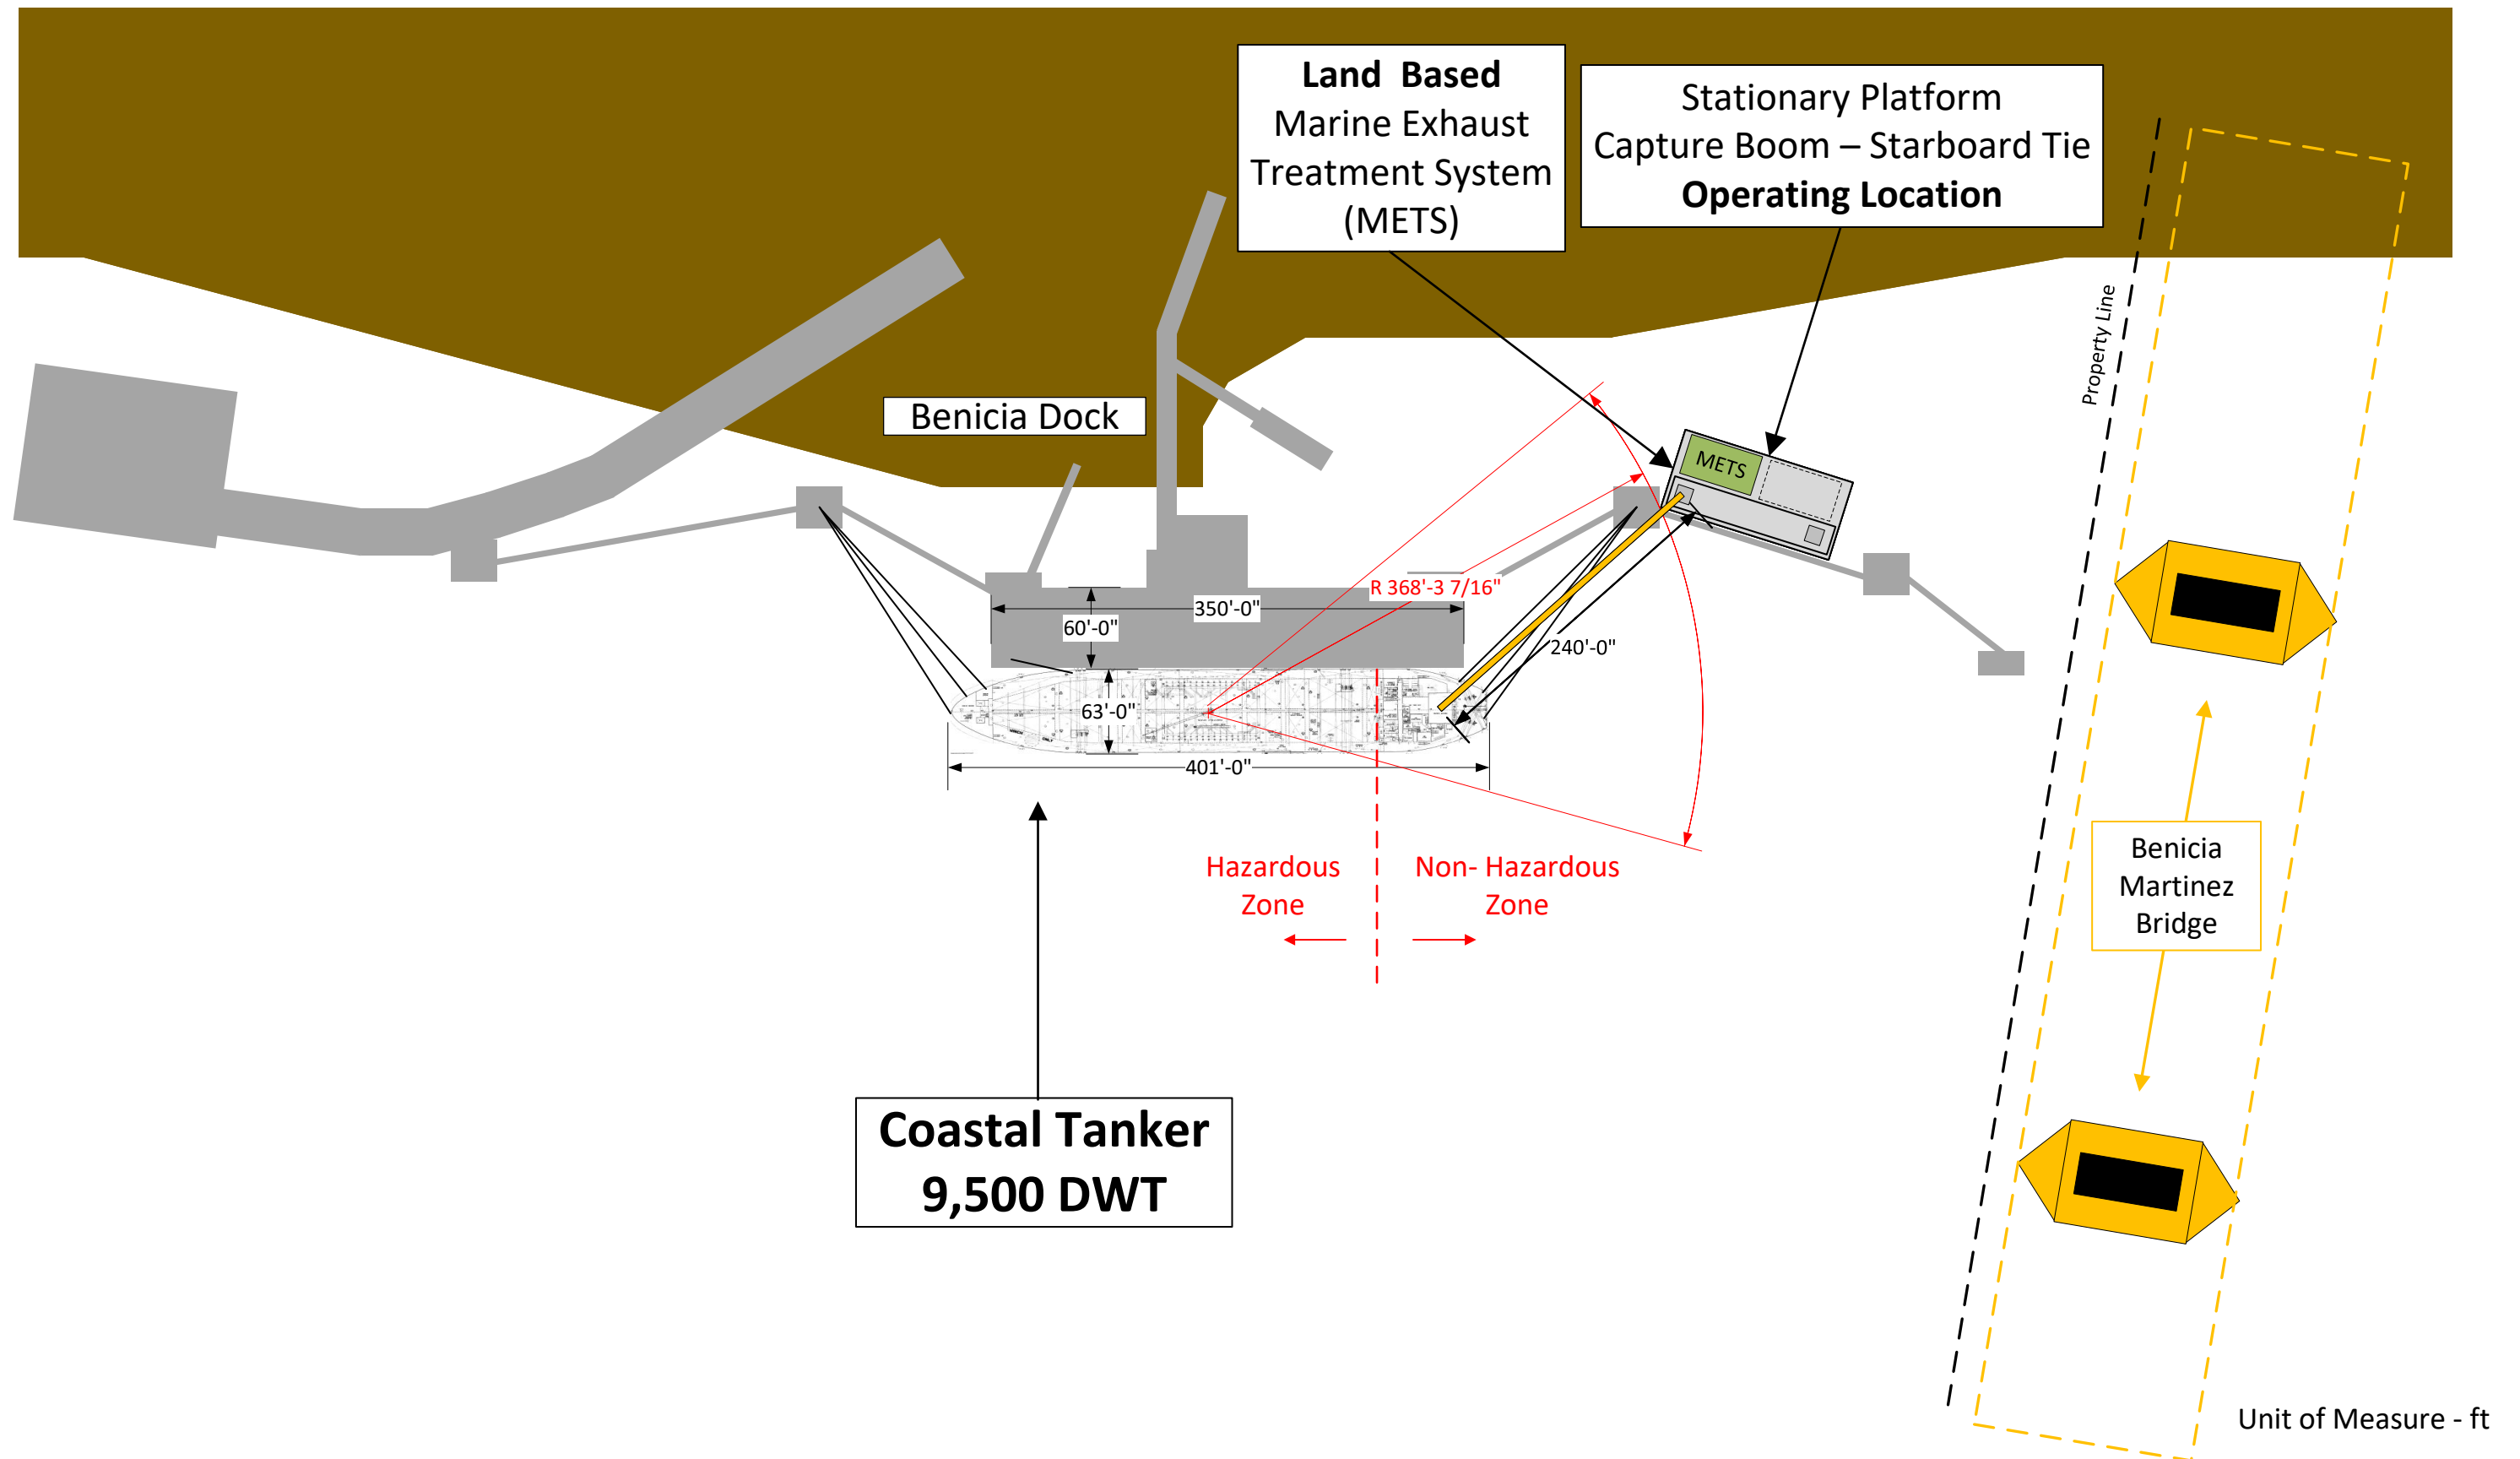 Land  Based
Marine Exhaust
Treatment System
(METS)
Stationary Platform
Capture Boom – Starboard Tie
Operating Location
Property Line
Benicia Dock
METS
R 368'-3 7/16"
350'-0"
60'-0"
240'-0"
63'-0"
401'-0"
Hazardous
Zone
Non- Hazardous
Zone
Benicia
Martinez
Bridge
Coastal Tanker
9,500 DWT
Unit of Measure - ft